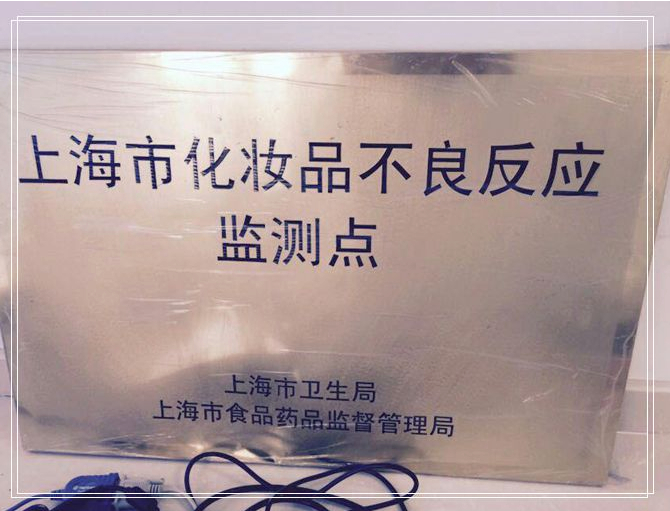 上海市化妆品不良反应
监测点
上海市卫生局
上海市食品药品监督管理局